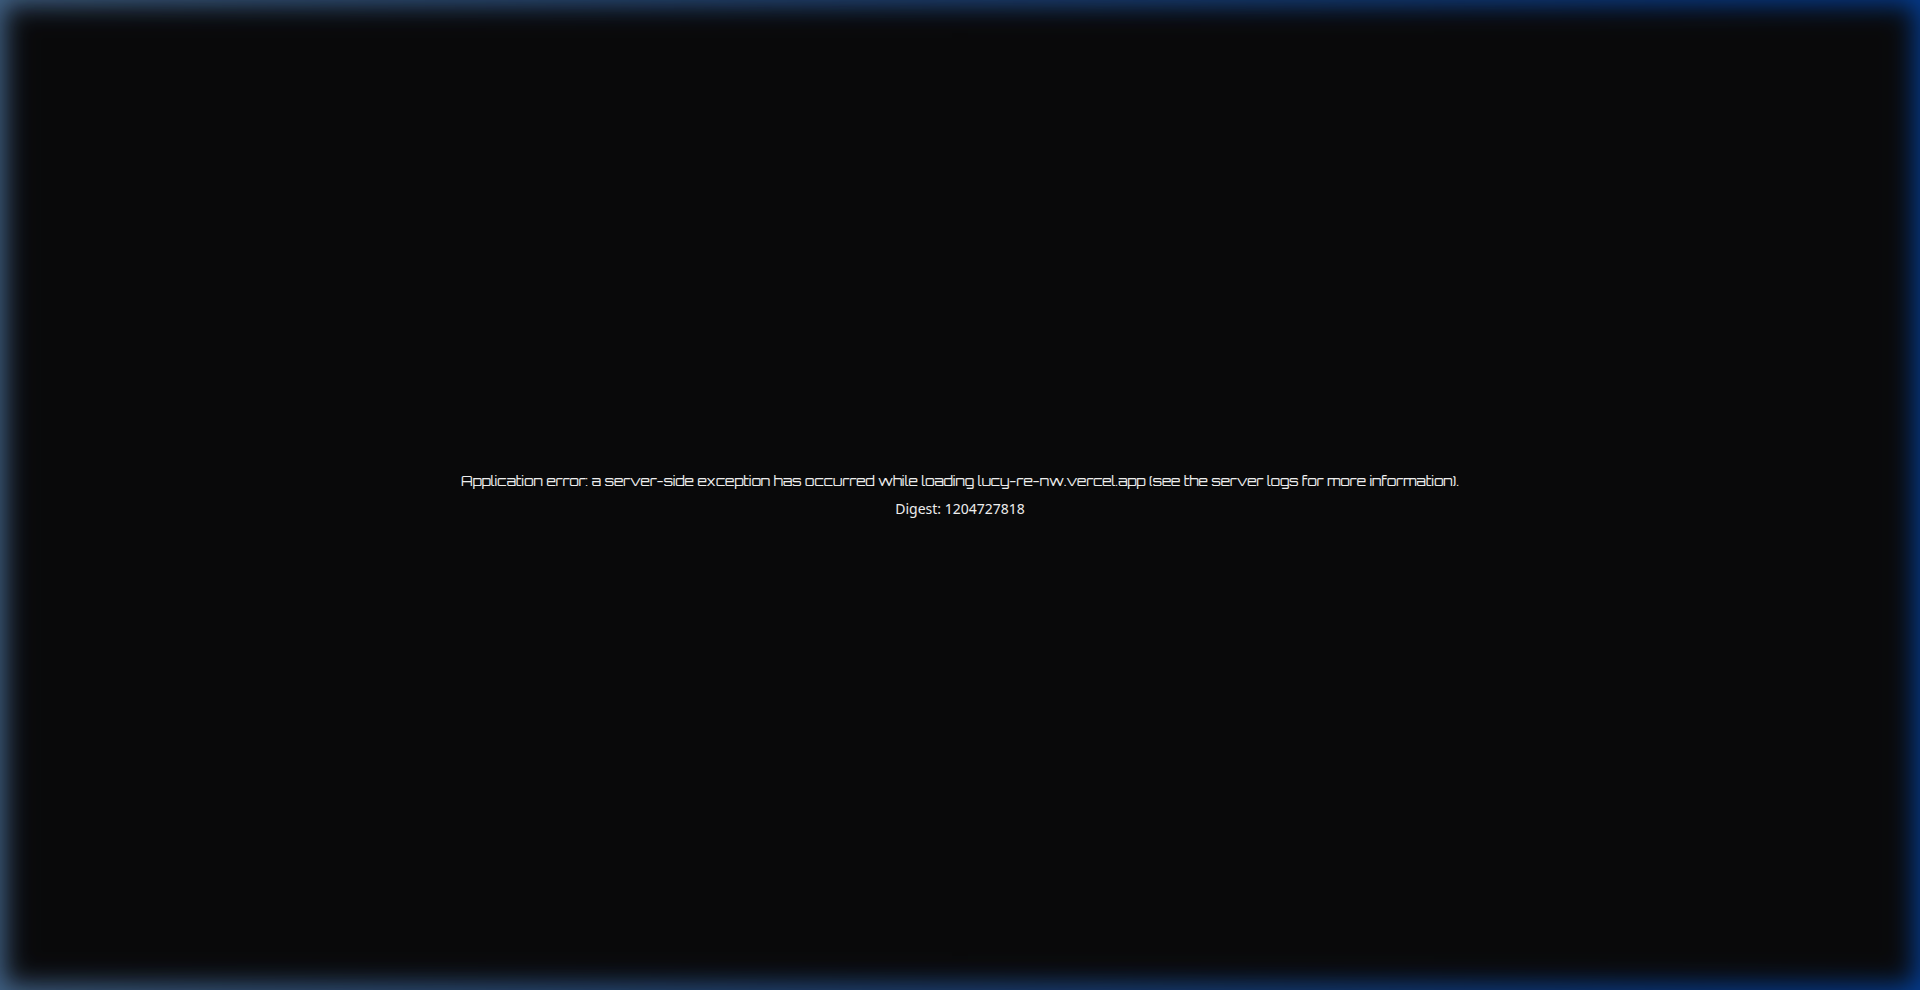 Application error: a server-side exception has occurred while loading lucy-re-nw.vercel.app (see the server logs for more information).
Digest: 1204727818